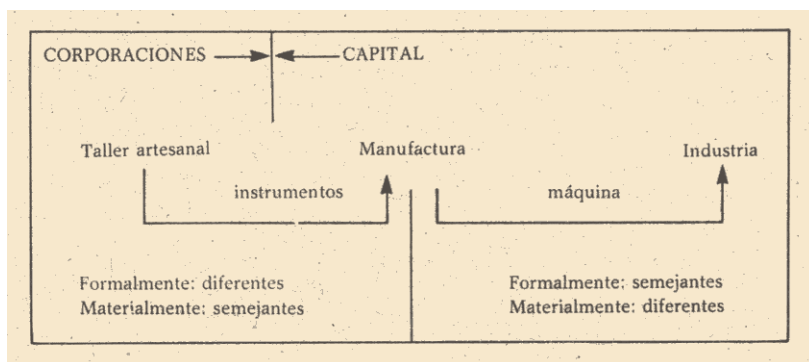 CORPORACIONES CAPITAL
Taller artesanal Manufactura Industria
instrumentos máquina
Formalmente: diferentes
Materialmente: semejantes
Formalmente: semejantes
Materialmente: diferentes